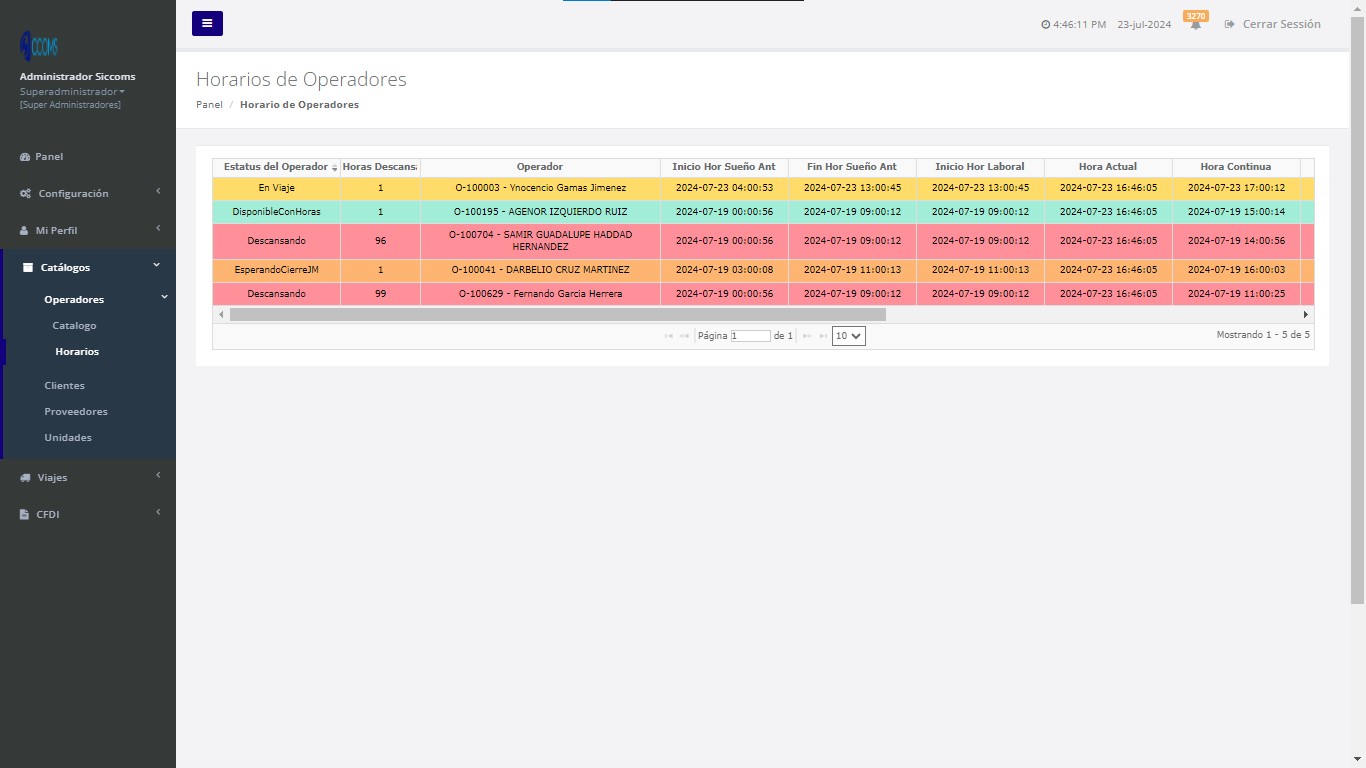 CCOMS
Administrador Siccoms
Superadministrador
[Super Administradores]
Panel
Configuración
Mi Perfil
Catálogos
Operadores
Catalogo
Horarios
Clientes
Proveedores
Unidades
Viajes
CFDI
4:46:11 PM 23-jul-2024 3270 Cerrar Sessión
Horarios de Operadores
Panel / Horario de Operadores
Estatus del Operador Horas Descans Operador Inicio Hor Sueño Ant Fin Hor Sueño Ant Inicio Hor Laboral Hora Actual Hora Continua
En Viaje 1 O-100003 - Ynocencio Gamas Jimenez 2024-07-23 04:00:53 2024-07-23 13:00:45 2024-07-23 13:00:45 2024-07-23 16:46:05 2024-07-23 17:00:12
DisponibleConHoras 1 O-100195 - AGENOR IZQUIERDO RUIZ 2024-07-19 00:00:56 2024-07-19 09:00:12 2024-07-19 09:00:12 2024-07-23 16:46:05 2024-07-19 15:00:14
Descansando 96 O-100704 - SAMIR GUADALUPE HADDAD HERNANDEZ 2024-07-19 00:00:56 2024-07-19 09:00:12 2024-07-19 09:00:12 2024-07-23 16:46:05 2024-07-19 14:00:56
EsperandoCierreJM 1 O-100041 - DARBELIO CRUZ MARTINEZ 2024-07-19 03:00:08 2024-07-19 11:00:13 2024-07-19 11:00:13 2024-07-23 16:46:05 2024-07-19 16:00:03
Descansando 99 O-100629 - Fernando Garcia Herrera 2024-07-19 00:00:56 2024-07-19 09:00:12 2024-07-19 09:00:12 2024-07-23 16:46:05 2024-07-19 11:00:25
Página 1 de 1 10 Mostrando 1 - 5 de 5